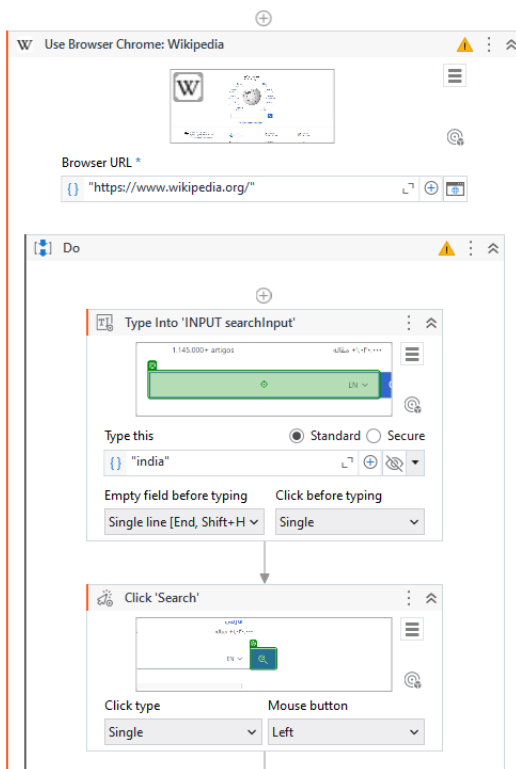 W Use Browser Chrome: Wikipedia
W
Browser URL *
{} "https://www.wikipedia.org/"
Do
TI Type Into 'INPUT searchInput'
1.145.000+ artigos
EN
Type this
Standard Secure
{} "india"
Empty field before typing Click before typing
Single line [End, Shift+H Single
Click 'Search'
EN
Click type Mouse button
Single Left